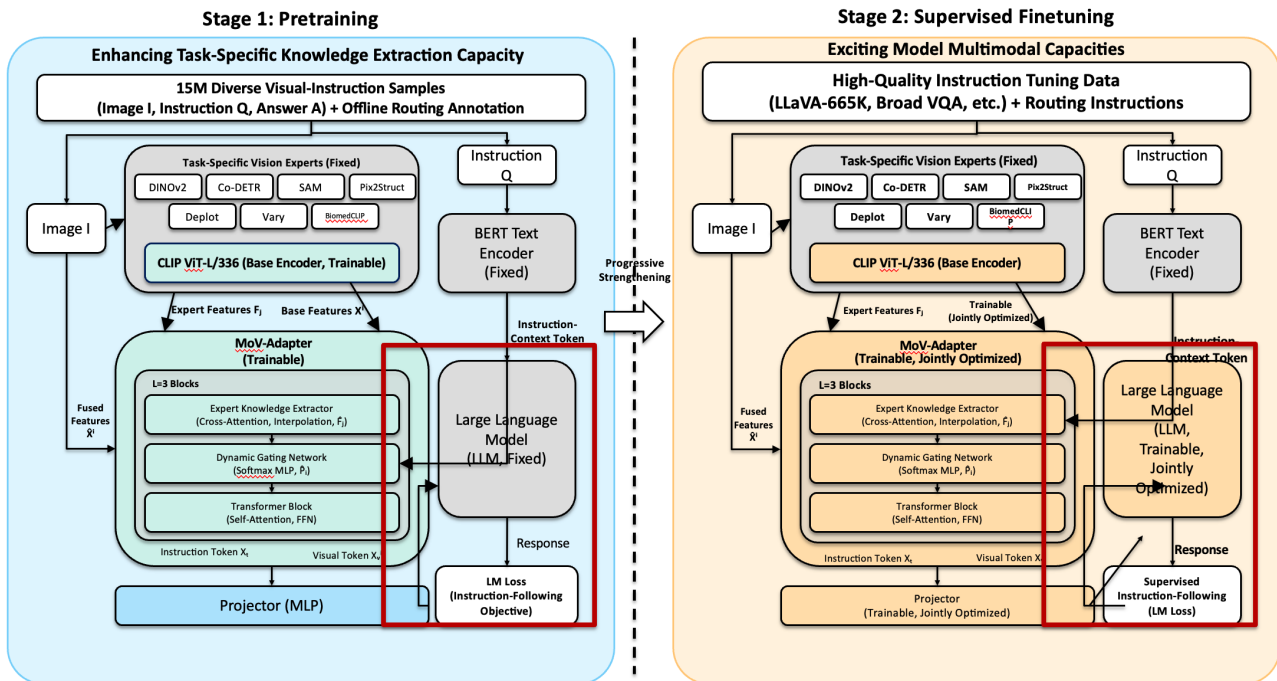 Stage 1: Pretraining
Enhancing Task-Specific Knowledge Extraction Capacity
15M Diverse Visual-Instruction Samples
(Image I, Instruction Q, Answer A) + Offline Routing Annotation
Task-Specific Vision Experts (Fixed)
DINOv2
Co-DETR
SAM
Pix2Struct
Deplot
Vary
BiomedCLIP
CLIP ViT-L/336 (Base Encoder, Trainable)
Image I
Instruction
Q
BERT Text
Encoder
(Fixed)
Expert Features Fⱼ
Base Features Xⁱ
Instruction-
Context Token
MoV-Adapter
(Trainable)
L=3 Blocks
Expert Knowledge Extractor
(Cross-Attention, Interpolation, F̂ⱼ)
Dynamic Gating Network
(Softmax MLP, P̂ᵢ)
Transformer Block
(Self-Attention, FFN)
Fused
Features
X̂ⁱ
Instruction Token Xₜ
Visual Token Xᵥ
Large Language
Model
(LLM, Fixed)
Response
LM Loss
(Instruction-Following
Objective)
Projector (MLP)
Progressive
Strengthening
Stage 2: Supervised Finetuning
Exciting Model Multimodal Capacities
High-Quality Instruction Tuning Data
(LLaVA-665K, Broad VQA, etc.) + Routing Instructions
Task-Specific Vision Experts (Fixed)
DINOv2
Co-DETR
SAM
Pix2Struct
Deplot
Vary
BiomedCLI
P
CLIP ViT-L/336 (Base Encoder)
Image I
Instruction
Q
BERT Text
Encoder
(Fixed)
Expert Features Fⱼ
Trainable
(Jointly Optimized)
Instruction-
Context Token
MoV-Adapter
(Trainable, Jointly Optimized)
L=3 Blocks
Expert Knowledge Extractor
(Cross-Attention, Interpolation, F̂ⱼ)
Dynamic Gating Network
(Softmax MLP, P̂ᵢ)
Transformer Block
(Self-Attention, FFN)
Fused
Features
X̂ⁱ
Instruction Token Xₜ
Visual Token
Large Language
Model
(LLM,
Trainable,
Jointly
Optimized)
Response
Supervised
Instruction-Following
(LM Loss)
Projector
(Trainable, Jointly Optimized)